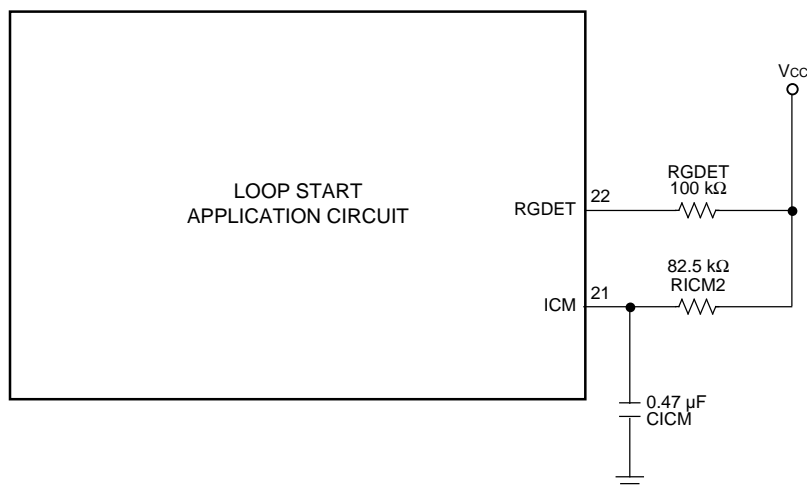 VCC
RGDET
100 kΩ
LOOP START
APPLICATION CIRCUIT
RGDET
22
82.5 kΩ
RICM2
ICM
21
0.47 µF
CICM